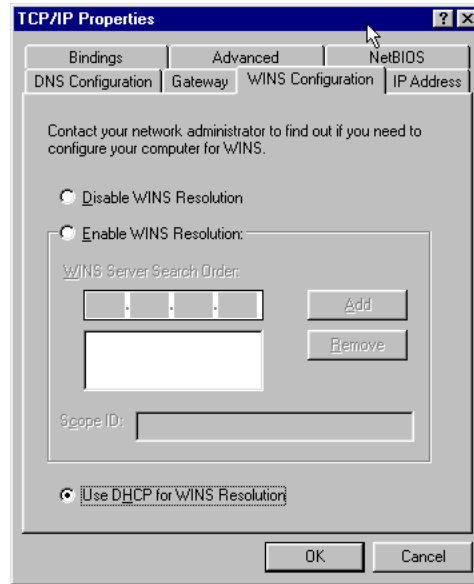 TCP/IP Properties
Bindings Advanced NetBIOS
DNS Configuration Gateway WINS Configuration IP Address
Contact your network administrator to find out if you need to
configure your computer for WINS.
Disable WINS Resolution
Enable WINS Resolution:
WINS Server Search Order:
Add
Remove
Scope ID:
Use DHCP for WINS Resolution
OK Cancel